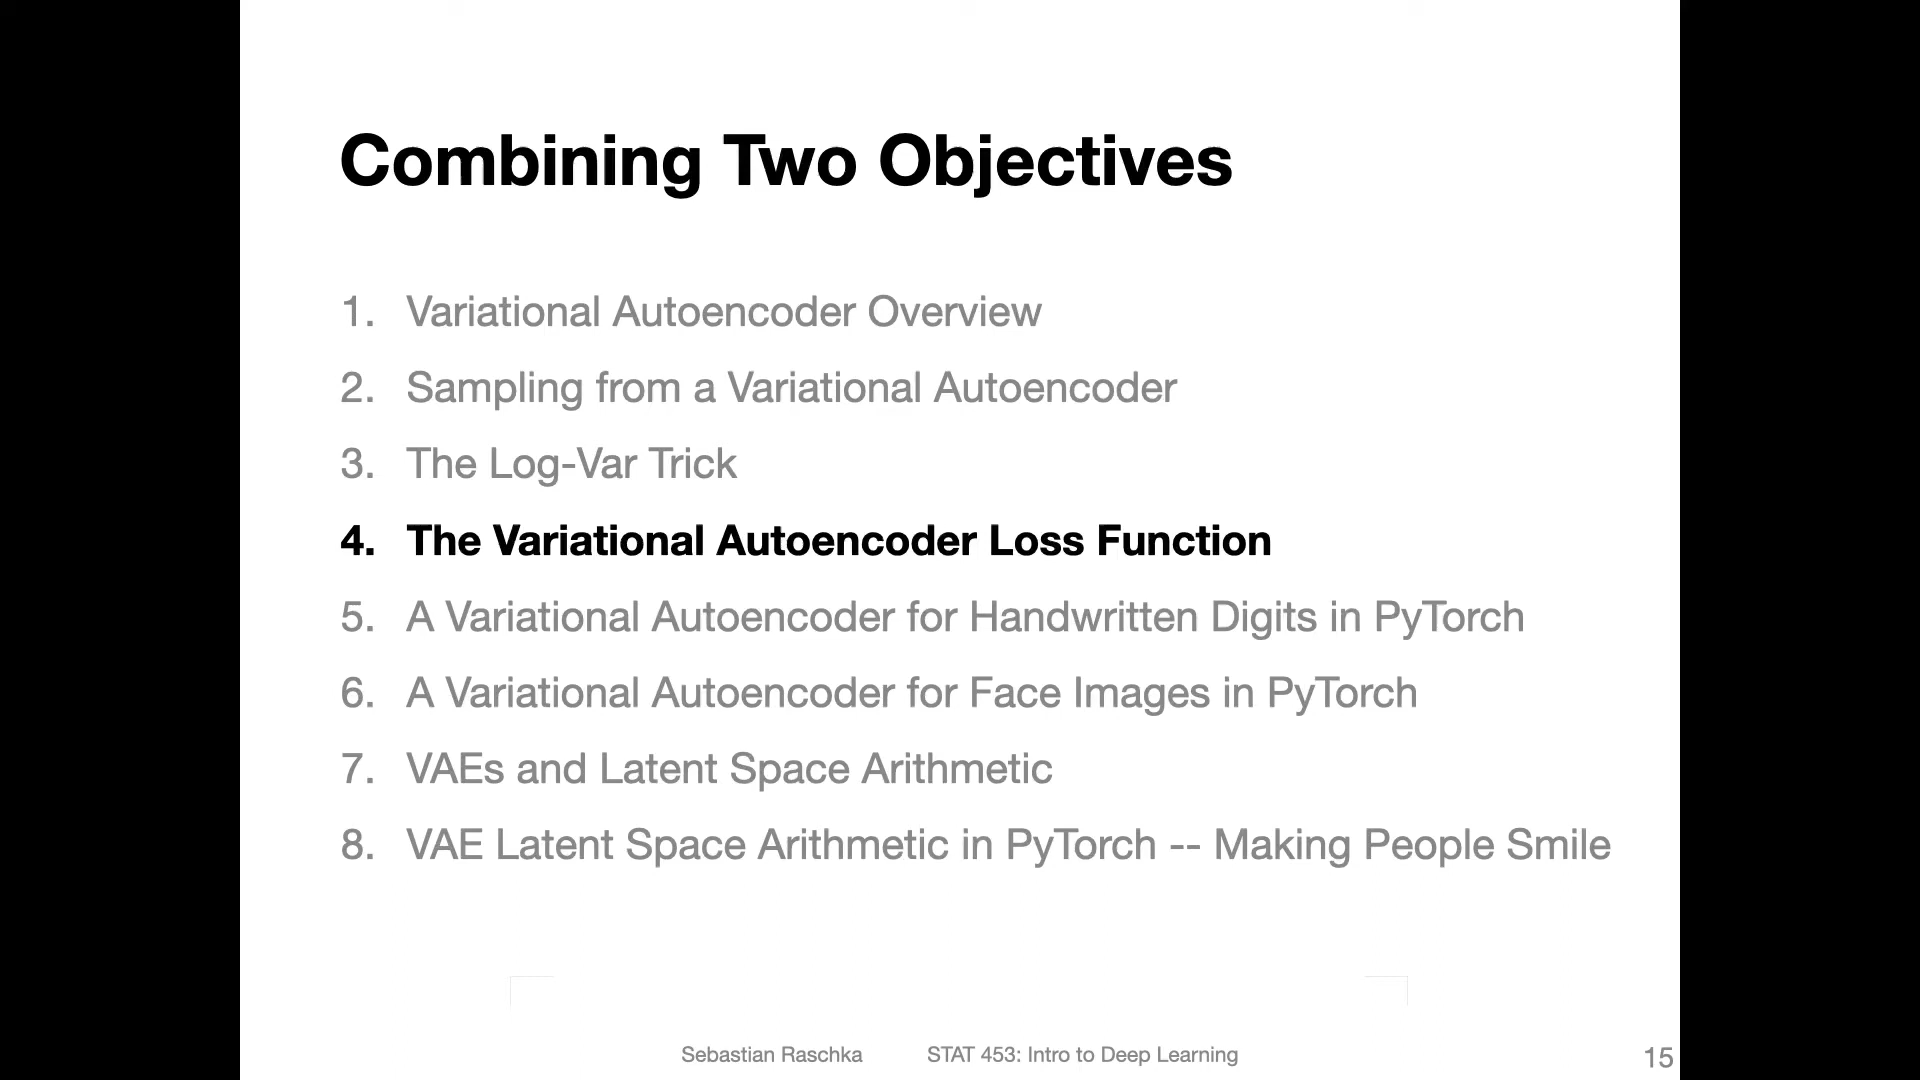 Combining Two Objectives
1. Variational Autoencoder Overview
2. Sampling from a Variational Autoencoder
3. The Log-Var Trick
4. The Variational Autoencoder Loss Function
5. A Variational Autoencoder for Handwritten Digits in PyTorch
6. A Variational Autoencoder for Face Images in PyTorch
7. VAEs and Latent Space Arithmetic
8. VAE Latent Space Arithmetic in PyTorch -- Making People Smile
Sebastian Raschka STAT 453: Intro to Deep Learning 15